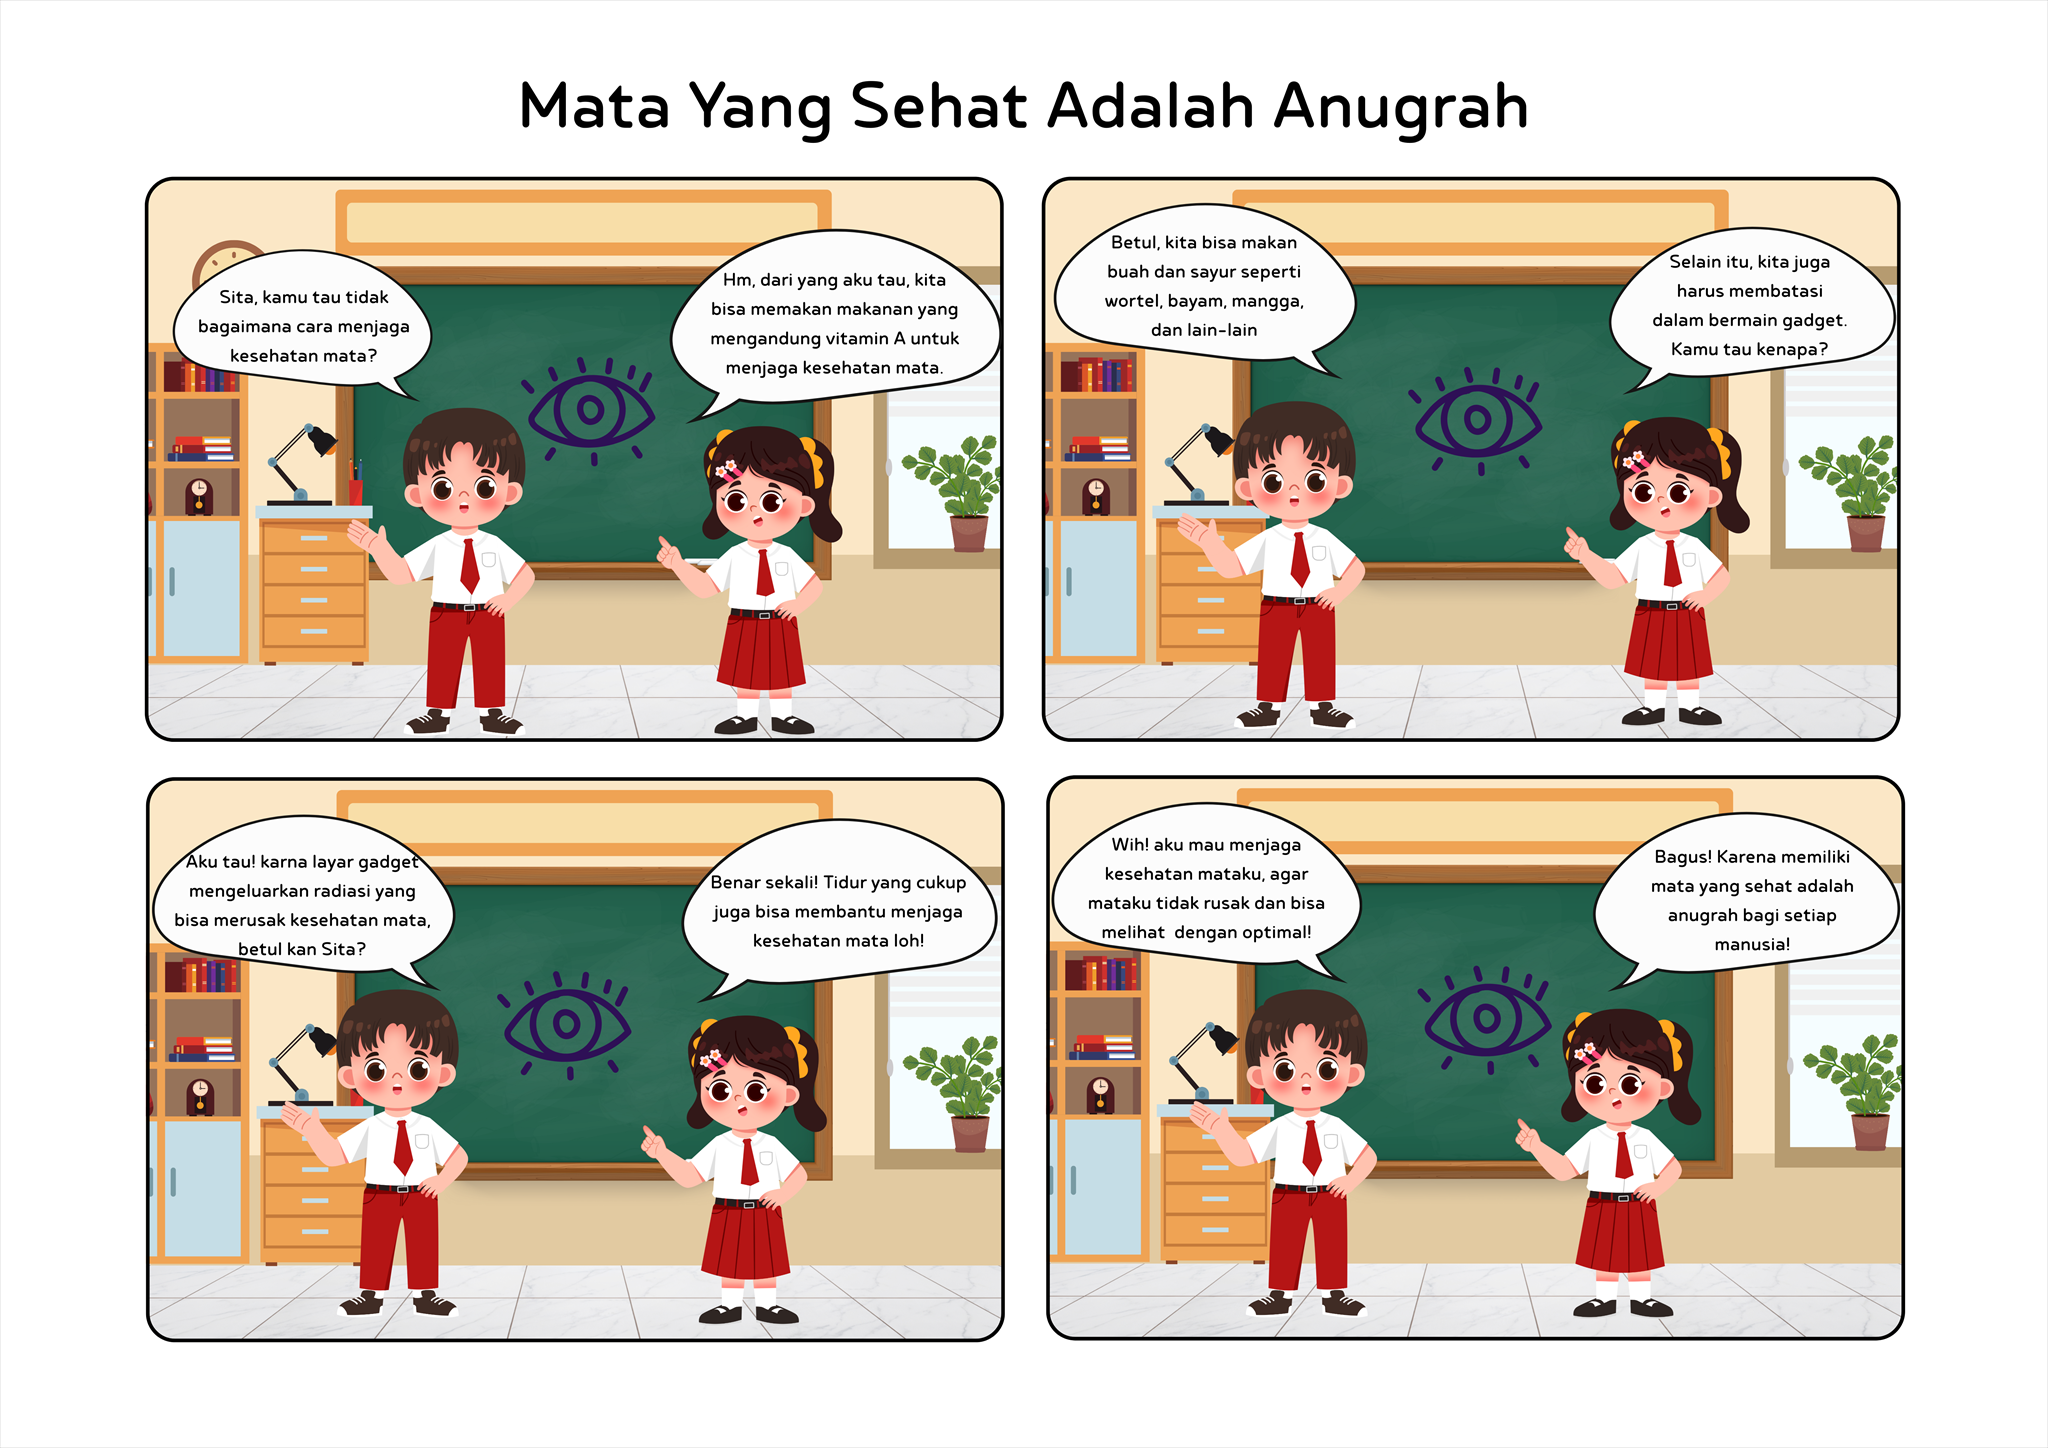 Mata Yang Sehat Adalah Anugrah
Sita, kamu tau tidak
bagaimana cara menjaga
kesehatan mata?
Hm, dari yang aku tau, kita
bisa memakan makanan yang
mengandung vitamin A untuk
menjaga kesehatan mata.
Betul, kita bisa makan
buah dan sayur seperti
wortel, bayam, mangga,
dan lain-lain
Selain itu, kita juga
harus membatasi
dalam bermain gadget.
Kamu tau kenapa?
Aku tau! karna layar gadget
mengeluarkan radiasi yang
bisa merusak kesehatan mata,
betul kan Sita?
Benar sekali! Tidur yang cukup
juga bisa membantu menjaga
kesehatan mata loh!
Wih! aku mau menjaga
kesehatan mataku, agar
mataku tidak rusak dan bisa
melihat  dengan optimal!
Bagus! Karena memiliki
mata yang sehat adalah
anugrah bagi setiap
manusia!